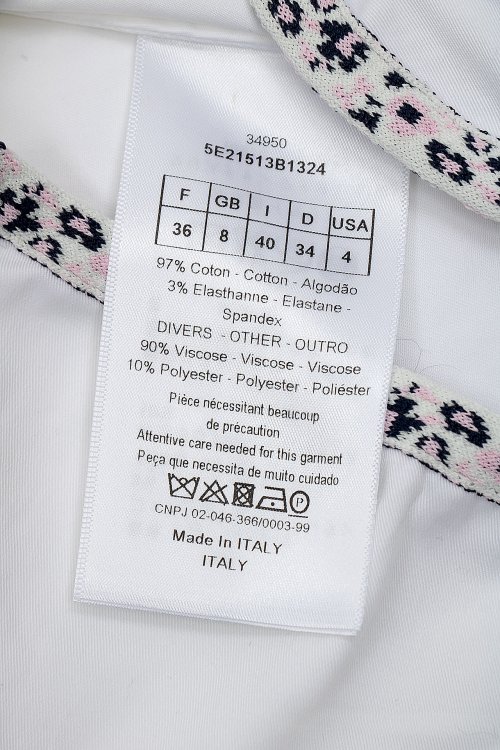 34950
5E21513B1324
F GB I D USA
36 8 40 34 4
97% Coton - Cotton - Algodão
3% Elasthanne - Elastane -
Spandex
DIVERS - OTHER - OUTRO
90% Viscose - Viscose - Viscose
10% Polyester - Polyester - Poliéster
Pièce nécessitant beaucoup
de précaution
Attentive care needed for this garment
Peça que necessita de muito cuidado
P
CNPJ 02-046-366/0003-99
Made In ITALY
ITALY